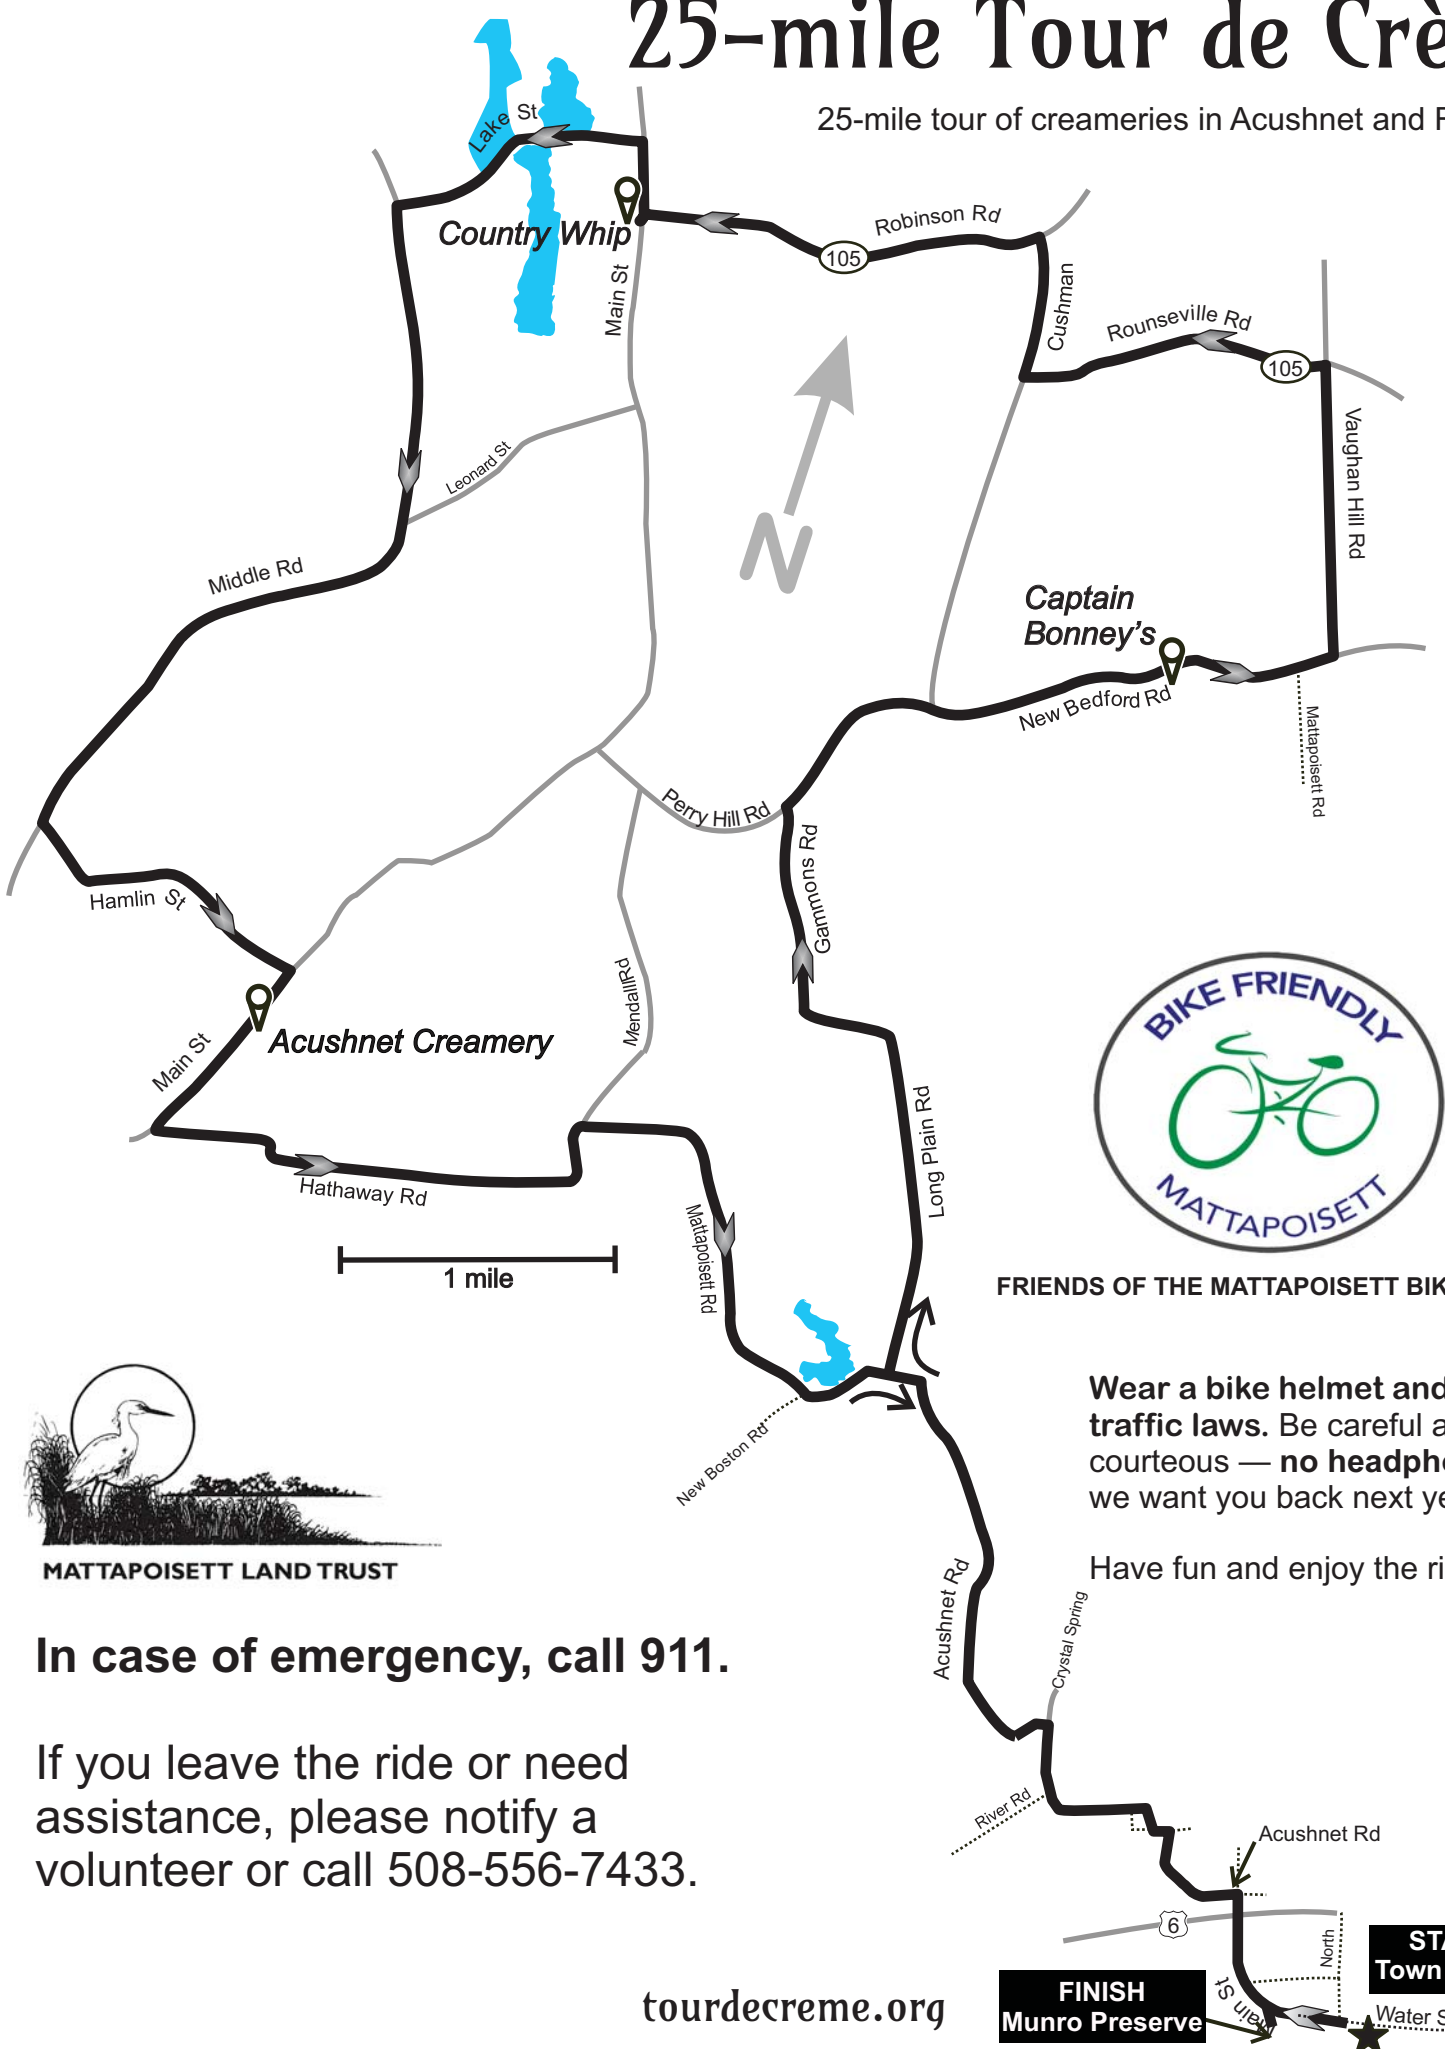 25-mile Tour de Crè
25-mile tour of creameries in Acushnet and
Lake St
Country Whip
Main St
Robinson Rd
105
Cushman
Rounseville Rd
105
Vaughan Hill Rd
Leonard St
N
Middle Rd
Captain
Bonney's
New Bedford Rd
Mattapoisett Rd
Perry Hill Rd
Gammons Rd
Hamlin St
Mendall Rd
Acushnet Creamery
Main St
Hathaway Rd
Long Plain Rd
Mattapoisett Rd
1 mile
BIKE FRIENDLY
MATTAPOISETT
FRIENDS OF THE MATTAPOISETT BIK
New Boston Rd
Wear a bike helmet and
traffic laws. Be careful a
courteous — no headph
we want you back next ye
Have fun and enjoy the ri
MATTAPOISETT LAND TRUST
Acushnet Rd
Crystal Spring
In case of emergency, call 911.
If you leave the ride or need
assistance, please notify a
volunteer or call 508-556-7433.
River Rd
Acushnet Rd
6
North
STA
Town
FINISH
Munro Preserve
Main St
Water S
tourdecreme.org